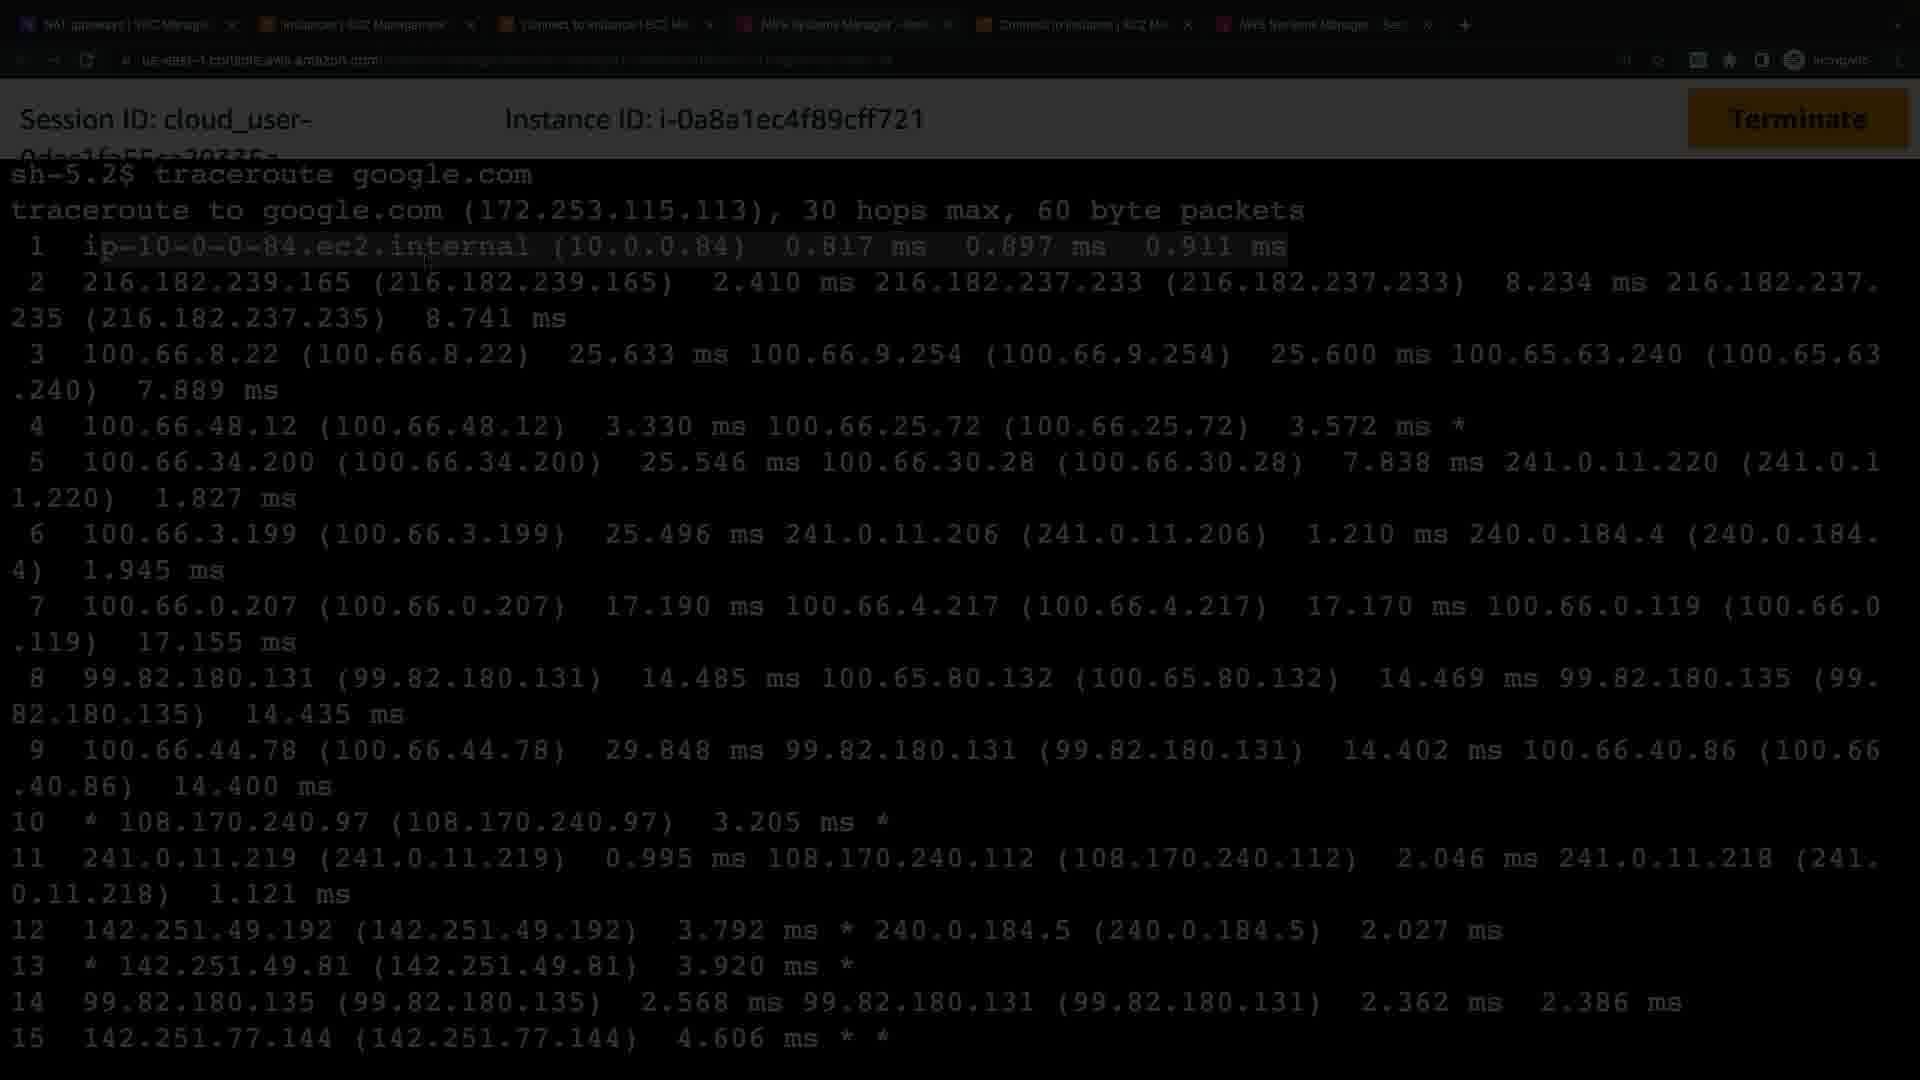 NAT gateways | VPC Manage
Instances | EC2 Management
Connect to instance | EC2 M
AWS Systems Manager - Sess
Connect to instance | EC2 M
AWS Systems Manager - Sess
us-east-1.console.aws.amazon.com
Incognito
Session ID: cloud_user-
Instance ID: i-0a8a1ec4f89cff721
Terminate
sh-5.2$ traceroute google.com
traceroute to google.com (172.253.115.113), 30 hops max, 60 byte packets
1 ip-10-0-0-84.ec2.internal (10.0.0.84) 0.817 ms 0.897 ms 0.911 ms
2 216.182.239.165 (216.182.239.165) 2.410 ms 216.182.237.233 (216.182.237.233) 8.234 ms 216.182.237.
235 (216.182.237.235) 8.741 ms
3 100.66.8.22 (100.66.8.22) 25.633 ms 100.66.9.254 (100.66.9.254) 25.600 ms 100.65.63.240 (100.65.63
.240) 7.889 ms
4 100.66.48.12 (100.66.48.12) 3.330 ms 100.66.25.72 (100.66.25.72) 3.572 ms *
5 100.66.34.200 (100.66.34.200) 25.546 ms 100.66.30.28 (100.66.30.28) 7.838 ms 241.0.11.220 (241.0.1
1.220) 1.827 ms
6 100.66.3.199 (100.66.3.199) 25.496 ms 241.0.11.206 (241.0.11.206) 1.210 ms 240.0.184.4 (240.0.184.
4) 1.945 ms
7 100.66.0.207 (100.66.0.207) 17.190 ms 100.66.4.217 (100.66.4.217) 17.170 ms 100.66.0.119 (100.66.0
.119) 17.155 ms
8 99.82.180.131 (99.82.180.131) 14.485 ms 100.65.80.132 (100.65.80.132) 14.469 ms 99.82.180.135 (99.
82.180.135) 14.435 ms
9 100.66.44.78 (100.66.44.78) 29.848 ms 99.82.180.131 (99.82.180.131) 14.402 ms 100.66.40.86 (100.66
.40.86) 14.400 ms
10 * 108.170.240.97 (108.170.240.97) 3.205 ms *
11 241.0.11.219 (241.0.11.219) 0.995 ms 108.170.240.112 (108.170.240.112) 2.046 ms 241.0.11.218 (241.
0.11.218) 1.121 ms
12 142.251.49.192 (142.251.49.192) 3.792 ms * 240.0.184.5 (240.0.184.5) 2.027 ms
13 * 142.251.49.81 (142.251.49.81) 3.920 ms *
14 99.82.180.135 (99.82.180.135) 2.568 ms 99.82.180.131 (99.82.180.131) 2.362 ms 2.386 ms
15 142.251.77.144 (142.251.77.144) 4.606 ms * *